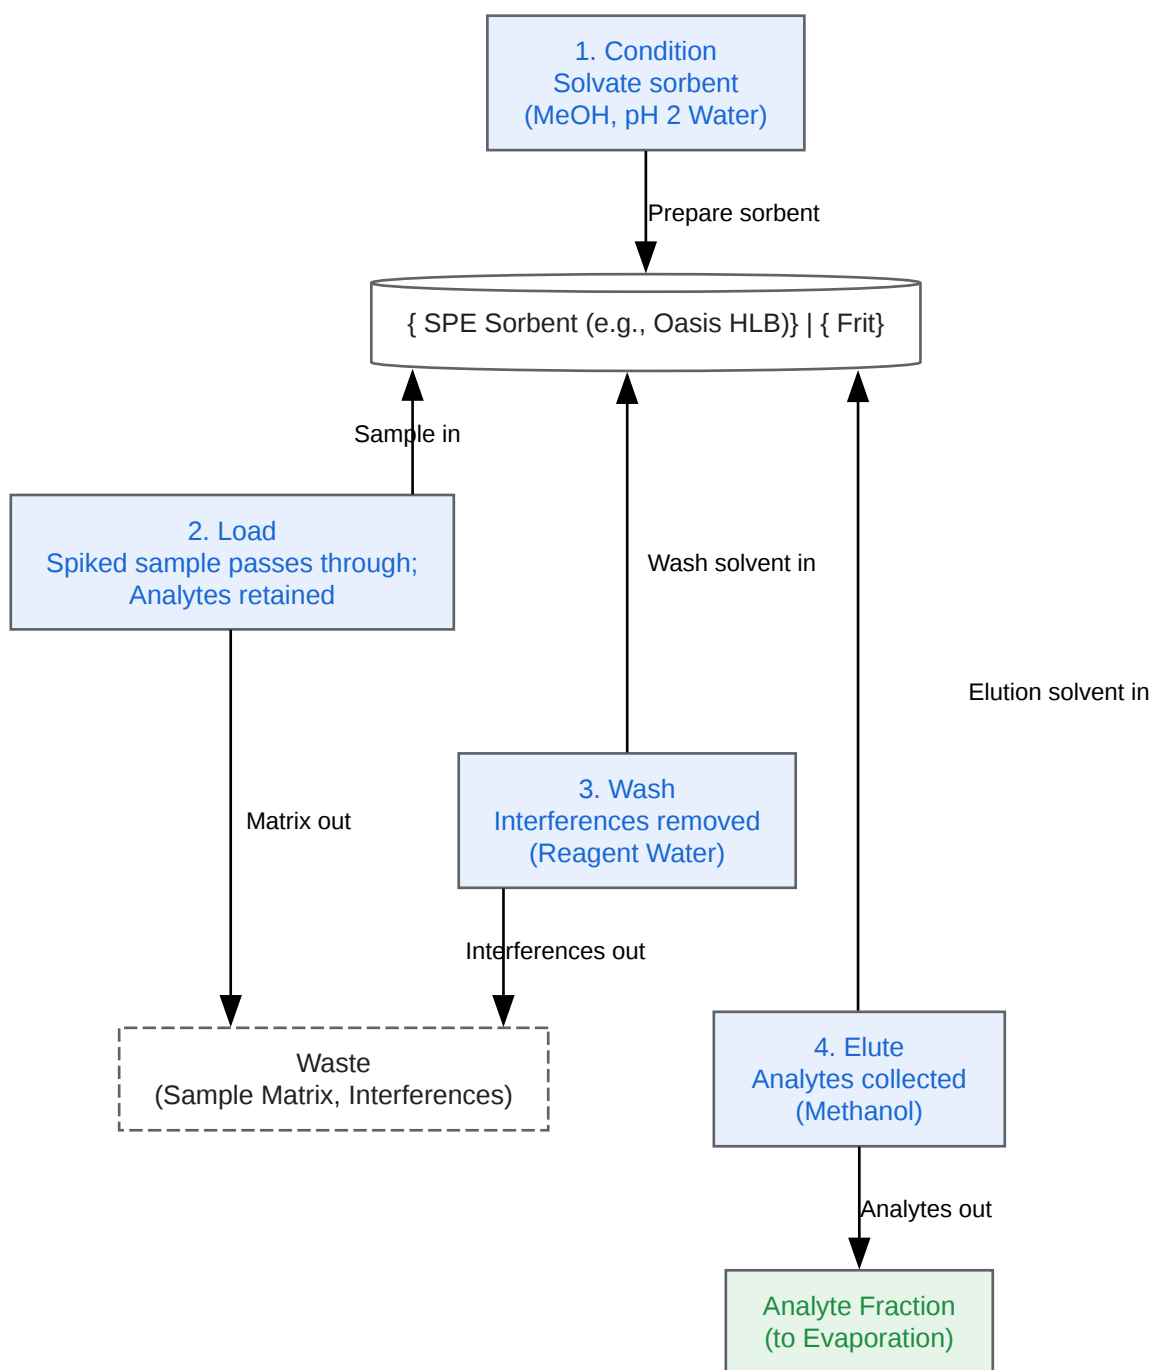 1. Condition
Solvate sorbent
(MeOH, pH 2 Water)
Prepare sorbent
{ SPE Sorbent (e.g., Oasis HLB)} | { Frit}
Sample in
2. Load
Spiked sample passes through;
Analytes retained
Wash solvent in
Elution solvent in
3. Wash
Interferences removed
(Reagent Water)
Matrix out
Interferences out
Waste
(Sample Matrix, Interferences)
4. Elute
Analytes collected
(Methanol)
Analytes out
Analyte Fraction
(to Evaporation)